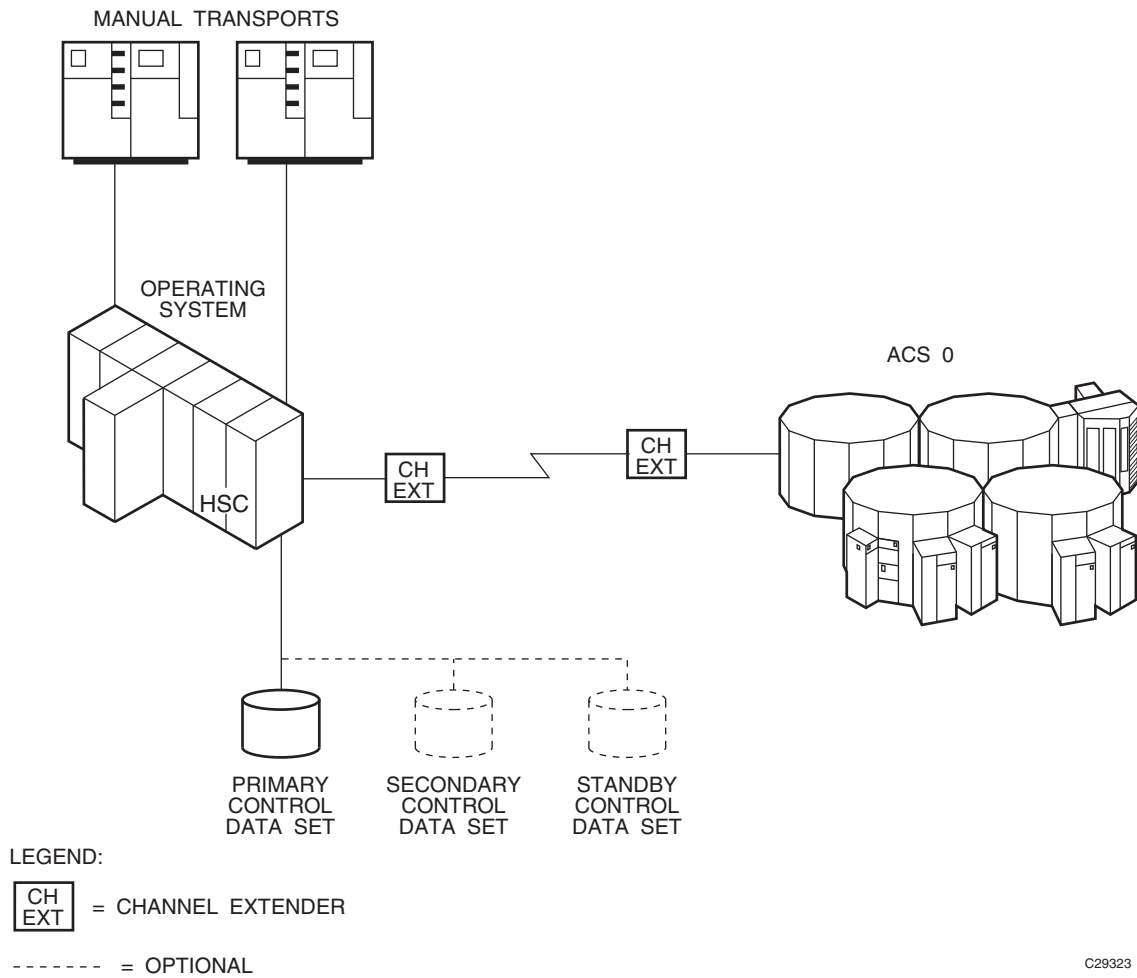 MANUAL TRANSPORTS
OPERATING
SYSTEM
HSC
CH
EXT
CH
EXT
ACS 0
PRIMARY
CONTROL
DATA SET
SECONDARY
CONTROL
DATA SET
STANDBY
CONTROL
DATA SET
LEGEND:
CH
EXT
= CHANNEL EXTENDER
------- = OPTIONAL
C29323